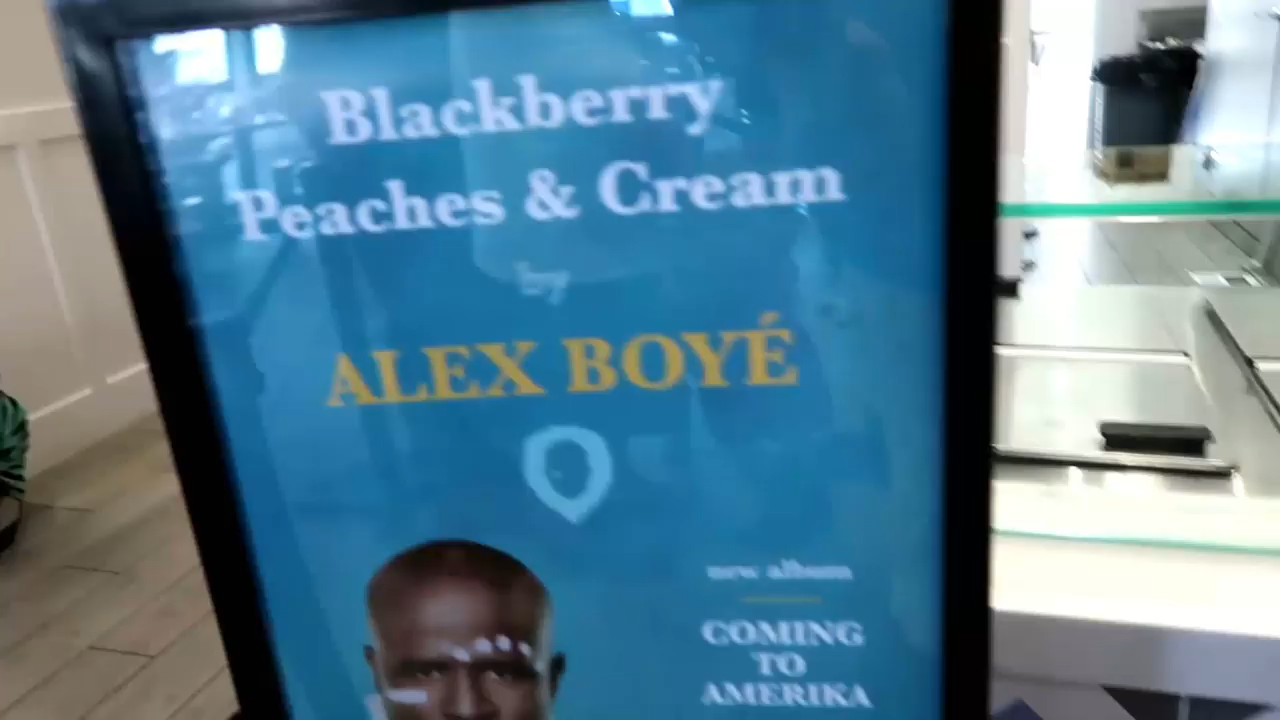 Blackberry
Peaches & Cream
by
ALEX BOYÉ
new album
COMING
TO
AMERIKA